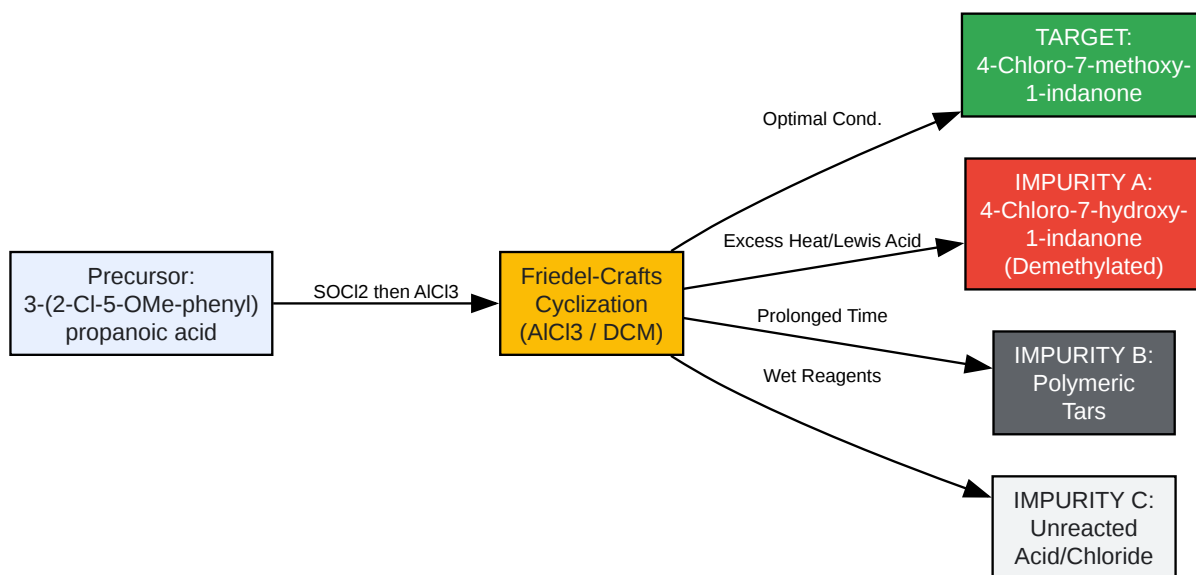 TARGET:
4-Chloro-7-methoxy-
1-indanone
Optimal Cond.
IMPURITY A:
4-Chloro-7-hydroxy-
1-indanone
(Demethylated)
Excess Heat/Lewis Acid
Precursor:
3-(2-Cl-5-OMe-phenyl)
propanoic acid
SOCl2 then AlCl3
Friedel-Crafts
Cyclization
(AlCl3 / DCM)
Prolonged Time
IMPURITY B:
Polymeric
Tars
Wet Reagents
IMPURITY C:
Unreacted
Acid/Chloride